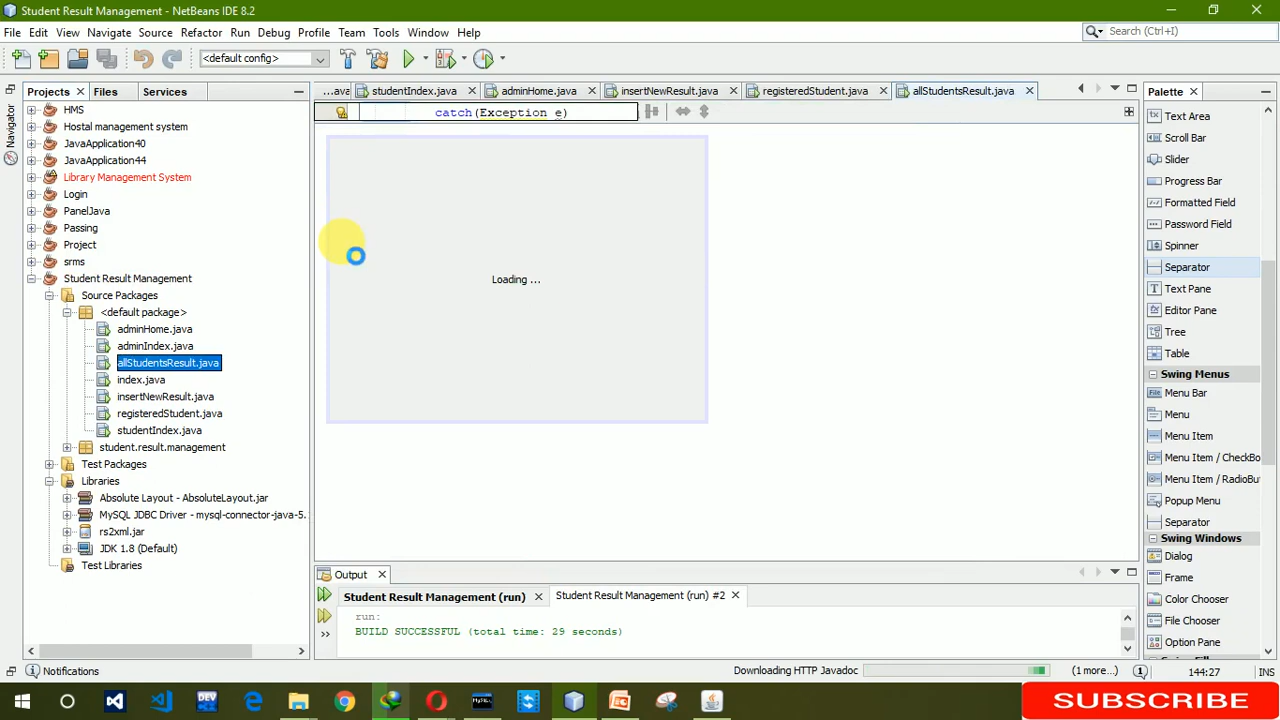 Student Result Management - NetBeans IDE 8.2
File Edit View Navigate Source Refactor Run Debug Profile Team Tools Window Help
Search (Ctrl+I)
<default config>
Projects Files Services
...ava studentIndex.java adminHome.java insertNewResult.java registeredStudent.java allStudentsResult.java
Palette
Navigator
catch(Exception e)
HMS
Hostal management system
JavaApplication40
JavaApplication44
Library Management System
Login
PanelJava
Passing
Project
srms
Student Result Management
Source Packages
<default package>
adminHome.java
adminIndex.java
allStudentsResult.java
index.java
insertNewResult.java
registeredStudent.java
studentIndex.java
student.result.management
Test Packages
Libraries
Absolute Layout - AbsoluteLayout.jar
MySQL JDBC Driver - mysql-connector-java-5.
rs2xml.jar
JDK 1.8 (Default)
Test Libraries
Loading ...
Text Area
Scroll Bar
Slider
Progress Bar
Formatted Field
Password Field
Spinner
Separator
Text Pane
Editor Pane
Tree
Table
Swing Menus
Menu Bar
Menu
Menu Item
Menu Item / CheckBo
Menu Item / RadioBut
Popup Menu
Separator
Swing Windows
Dialog
Frame
Color Chooser
File Chooser
Option Pane
Output
Student Result Management (run) Student Result Management (run) #2
run:
BUILD SUCCESSFUL (total time: 29 seconds)
Notifications
Downloading HTTP Javadoc (1 more...) 144:27 INS
SUBSCRIBE